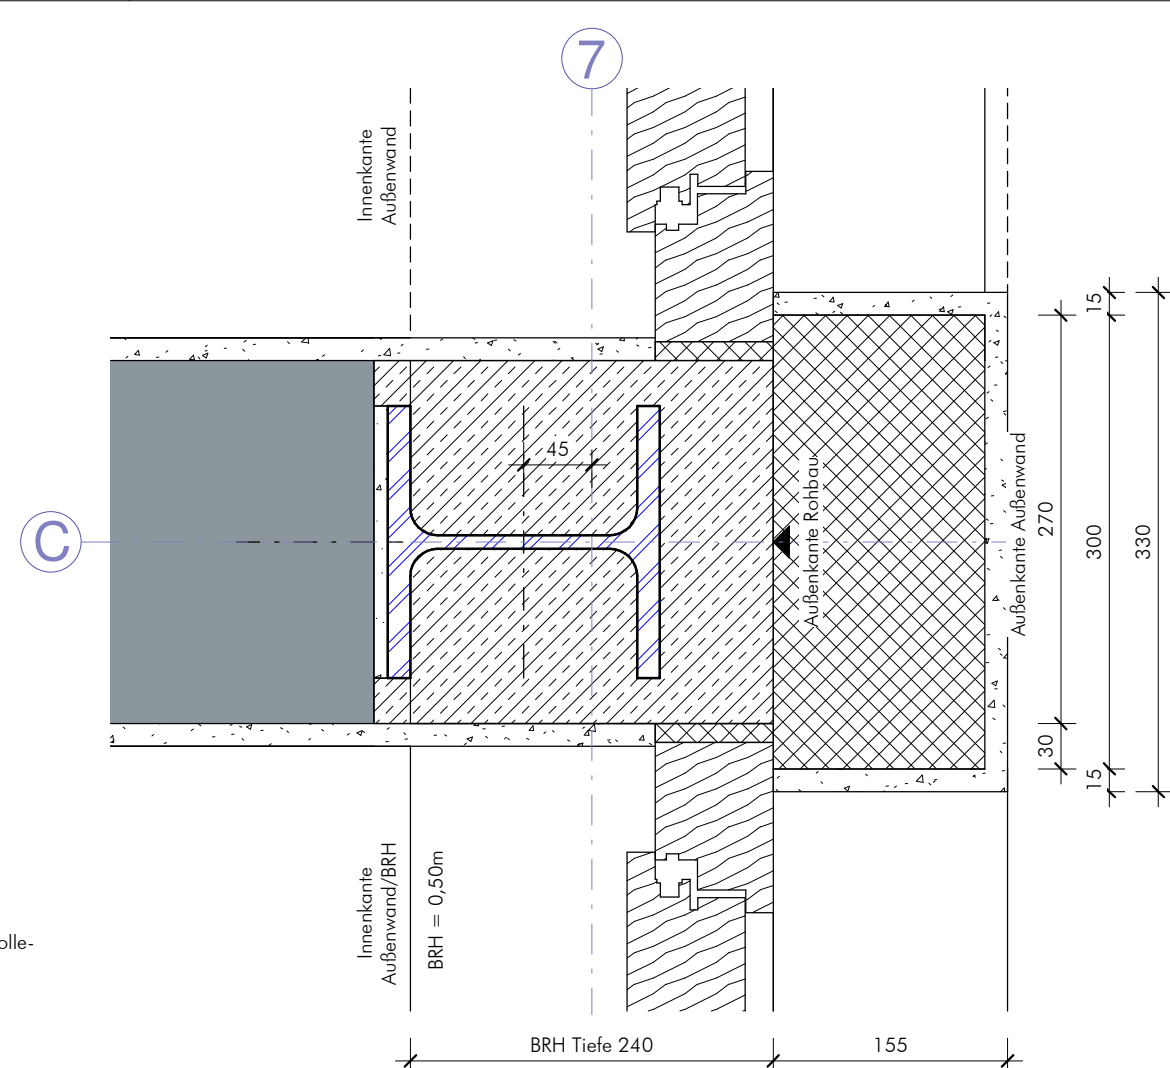 7
Innenkante
Außenwand
15
45
C
Außenkante Rohbau
Außenkante Außenwand
270
300
330
30
15
Innenkante
Außenwand/BRH
BRH = 0,50m
olle-
BRH Tiefe 240
155